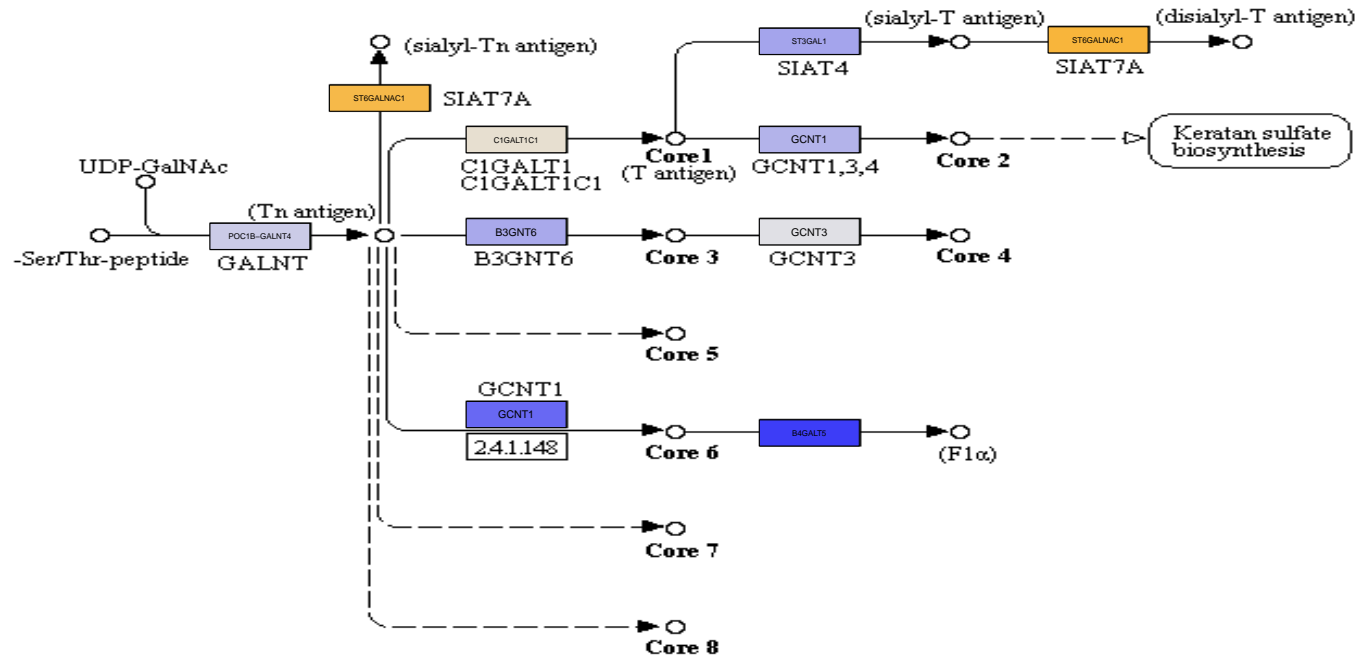 (sialyl-T antigen)
(disialyl-T antigen)
(sialyl-Tn antigen)
ST3GAL1
ST6GALNAC1
SIAT4
SIAT7A
ST6GALNAC1
SIAT7A
C1GALT1C1
GCNT1
Keratan sulfate
biosynthesis
C1GALT1
C1GALT1C1
Core1
(T antigen)
GCNT1,3,4
Core 2
UDP-GalNAc
(Tn antigen)
POC1B-GALNT4
B3GNT6
GCNT3
-Ser/Thr-peptide
GALNT
B3GNT6
Core 3
GCNT3
Core 4
Core 5
GCNT1
GCNT1
B4GALT5
2.4.1.148
Core 6
(F1α)
Core 7
Core 8